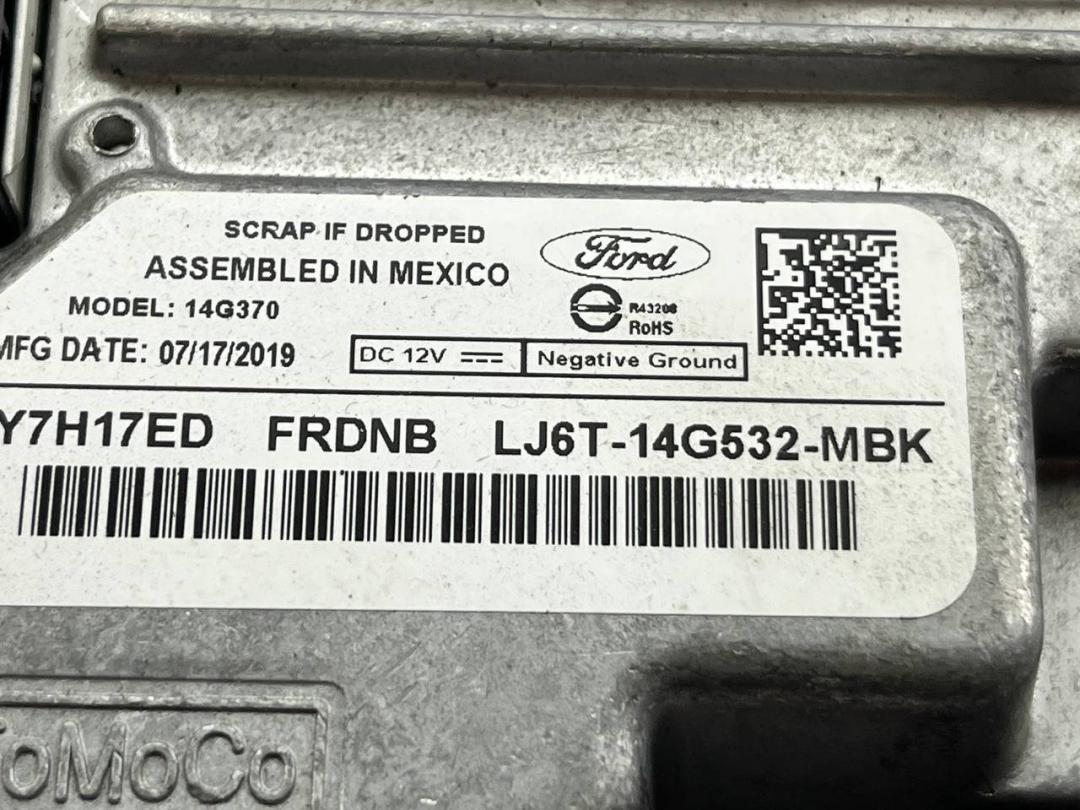 SCRAP IF DROPPED
ASSEMBLED IN MEXICO
Ford
MODEL: 14G370
R43208
RoHS
MFG DATE: 07/17/2019
DC 12V
Negative Ground
Y7H17ED FRDNB LJ6T-14G532-MBK
FoMoCo